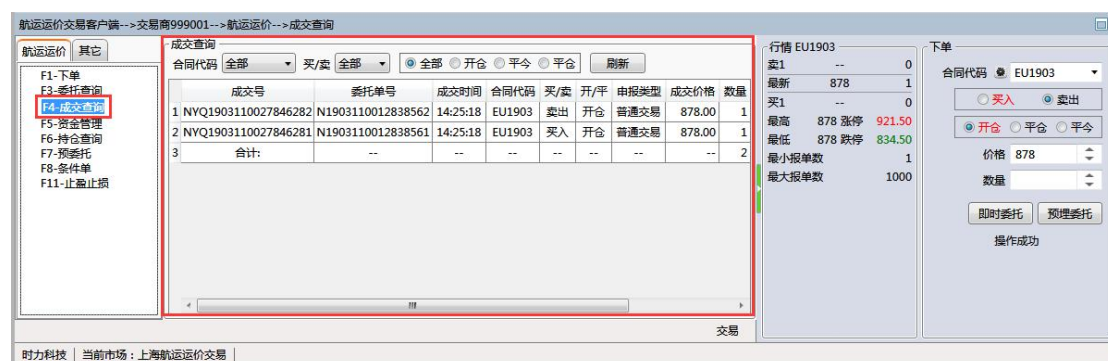 航运运价交易客户端-->交易商999001-->航运运价-->成交查询
航运运价 其它
F1-下单
F3-委托查询
F4-成交查询
F5-资金管理
F6-持仓查询
F7-预委托
F8-条件单
F11-止盈止损
成交查询
合同代码 全部 买/卖 全部 全部 开仓 平今 平仓 刷新
成交号 委托单号 成交时间 合同代码 买/卖 开/平 申报类型 成交价格 数量
1 NYQ1903110027846282 N1903110012838562 14:25:18 EU1903 卖出 开仓 普通交易 878.00 1
2 NYQ1903110027846281 N1903110012838561 14:25:18 EU1903 买入 开仓 普通交易 878.00 1
3 合计: -- -- -- -- -- -- -- 2
交易
行情 EU1903
卖1 -- 0
最新 878 1
买1 -- 0
最高 878 涨停 921.50
最低 878 跌停 834.50
最小报单数 1
最大报单数 1000
下单
合同代码 EU1903
买入 卖出
开仓 平仓 平今
价格 878
数量
即时委托 预埋委托
操作成功
时力科技 当前市场：上海航运运价交易